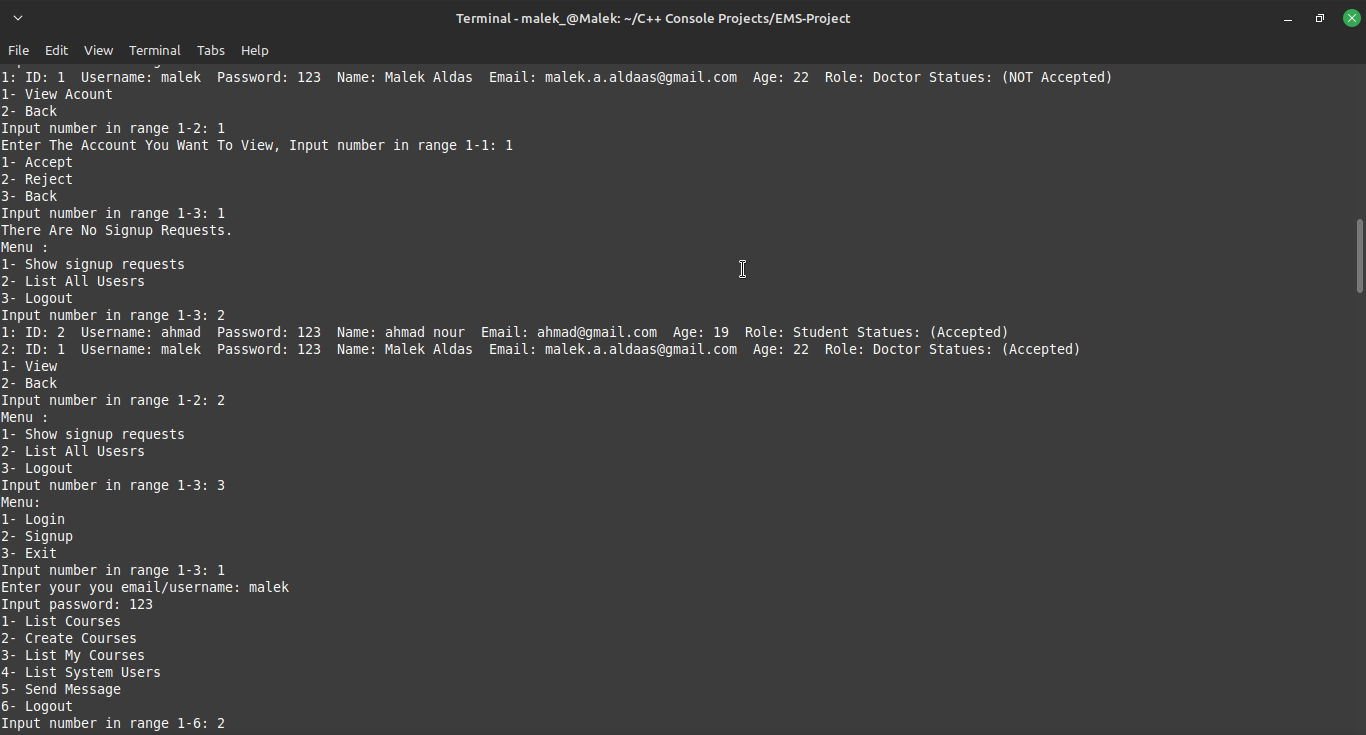 Terminal - malek_@Malek: ~/C++ Console Projects/EMS-Project
File Edit View Terminal Tabs Help
1: ID: 1  Username: malek  Password: 123  Name: Malek Aldas  Email: malek.a.aldaas@gmail.com  Age: 22  Role: Doctor Statues: (NOT Accepted)
1- View Acount
2- Back
Input number in range 1-2: 1
Enter The Account You Want To View, Input number in range 1-1: 1
1- Accept
2- Reject
3- Back
Input number in range 1-3: 1
There Are No Signup Requests.
Menu :
1- Show signup requests
2- List All Usesrs
3- Logout
Input number in range 1-3: 2
1: ID: 2  Username: ahmad  Password: 123  Name: ahmad nour  Email: ahmad@gmail.com  Age: 19  Role: Student Statues: (Accepted)
2: ID: 1  Username: malek  Password: 123  Name: Malek Aldas  Email: malek.a.aldaas@gmail.com  Age: 22  Role: Doctor Statues: (Accepted)
1- View
2- Back
Input number in range 1-2: 2
Menu :
1- Show signup requests
2- List All Usesrs
3- Logout
Input number in range 1-3: 3
Menu:
1- Login
2- Signup
3- Exit
Input number in range 1-3: 1
Enter your you email/username: malek
Input password: 123
1- List Courses
2- Create Courses
3- List My Courses
4- List System Users
5- Send Message
6- Logout
Input number in range 1-6: 2